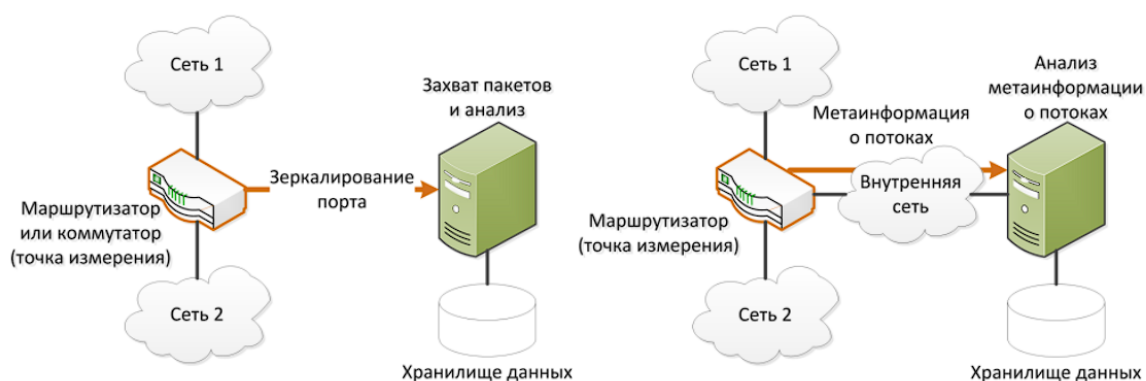 Сеть 1
Захват пакетов
и анализ
Зеркалирование
порта
Маршрутизатор
или коммутатор
(точка измерения)
Сеть 2
Хранилище данных
Сеть 1
Анализ
метаинформации
о потоках
Метаинформация
о потоках
Внутренняя
сеть
Маршрутизатор
(точка измерения)
Сеть 2
Хранилище данных